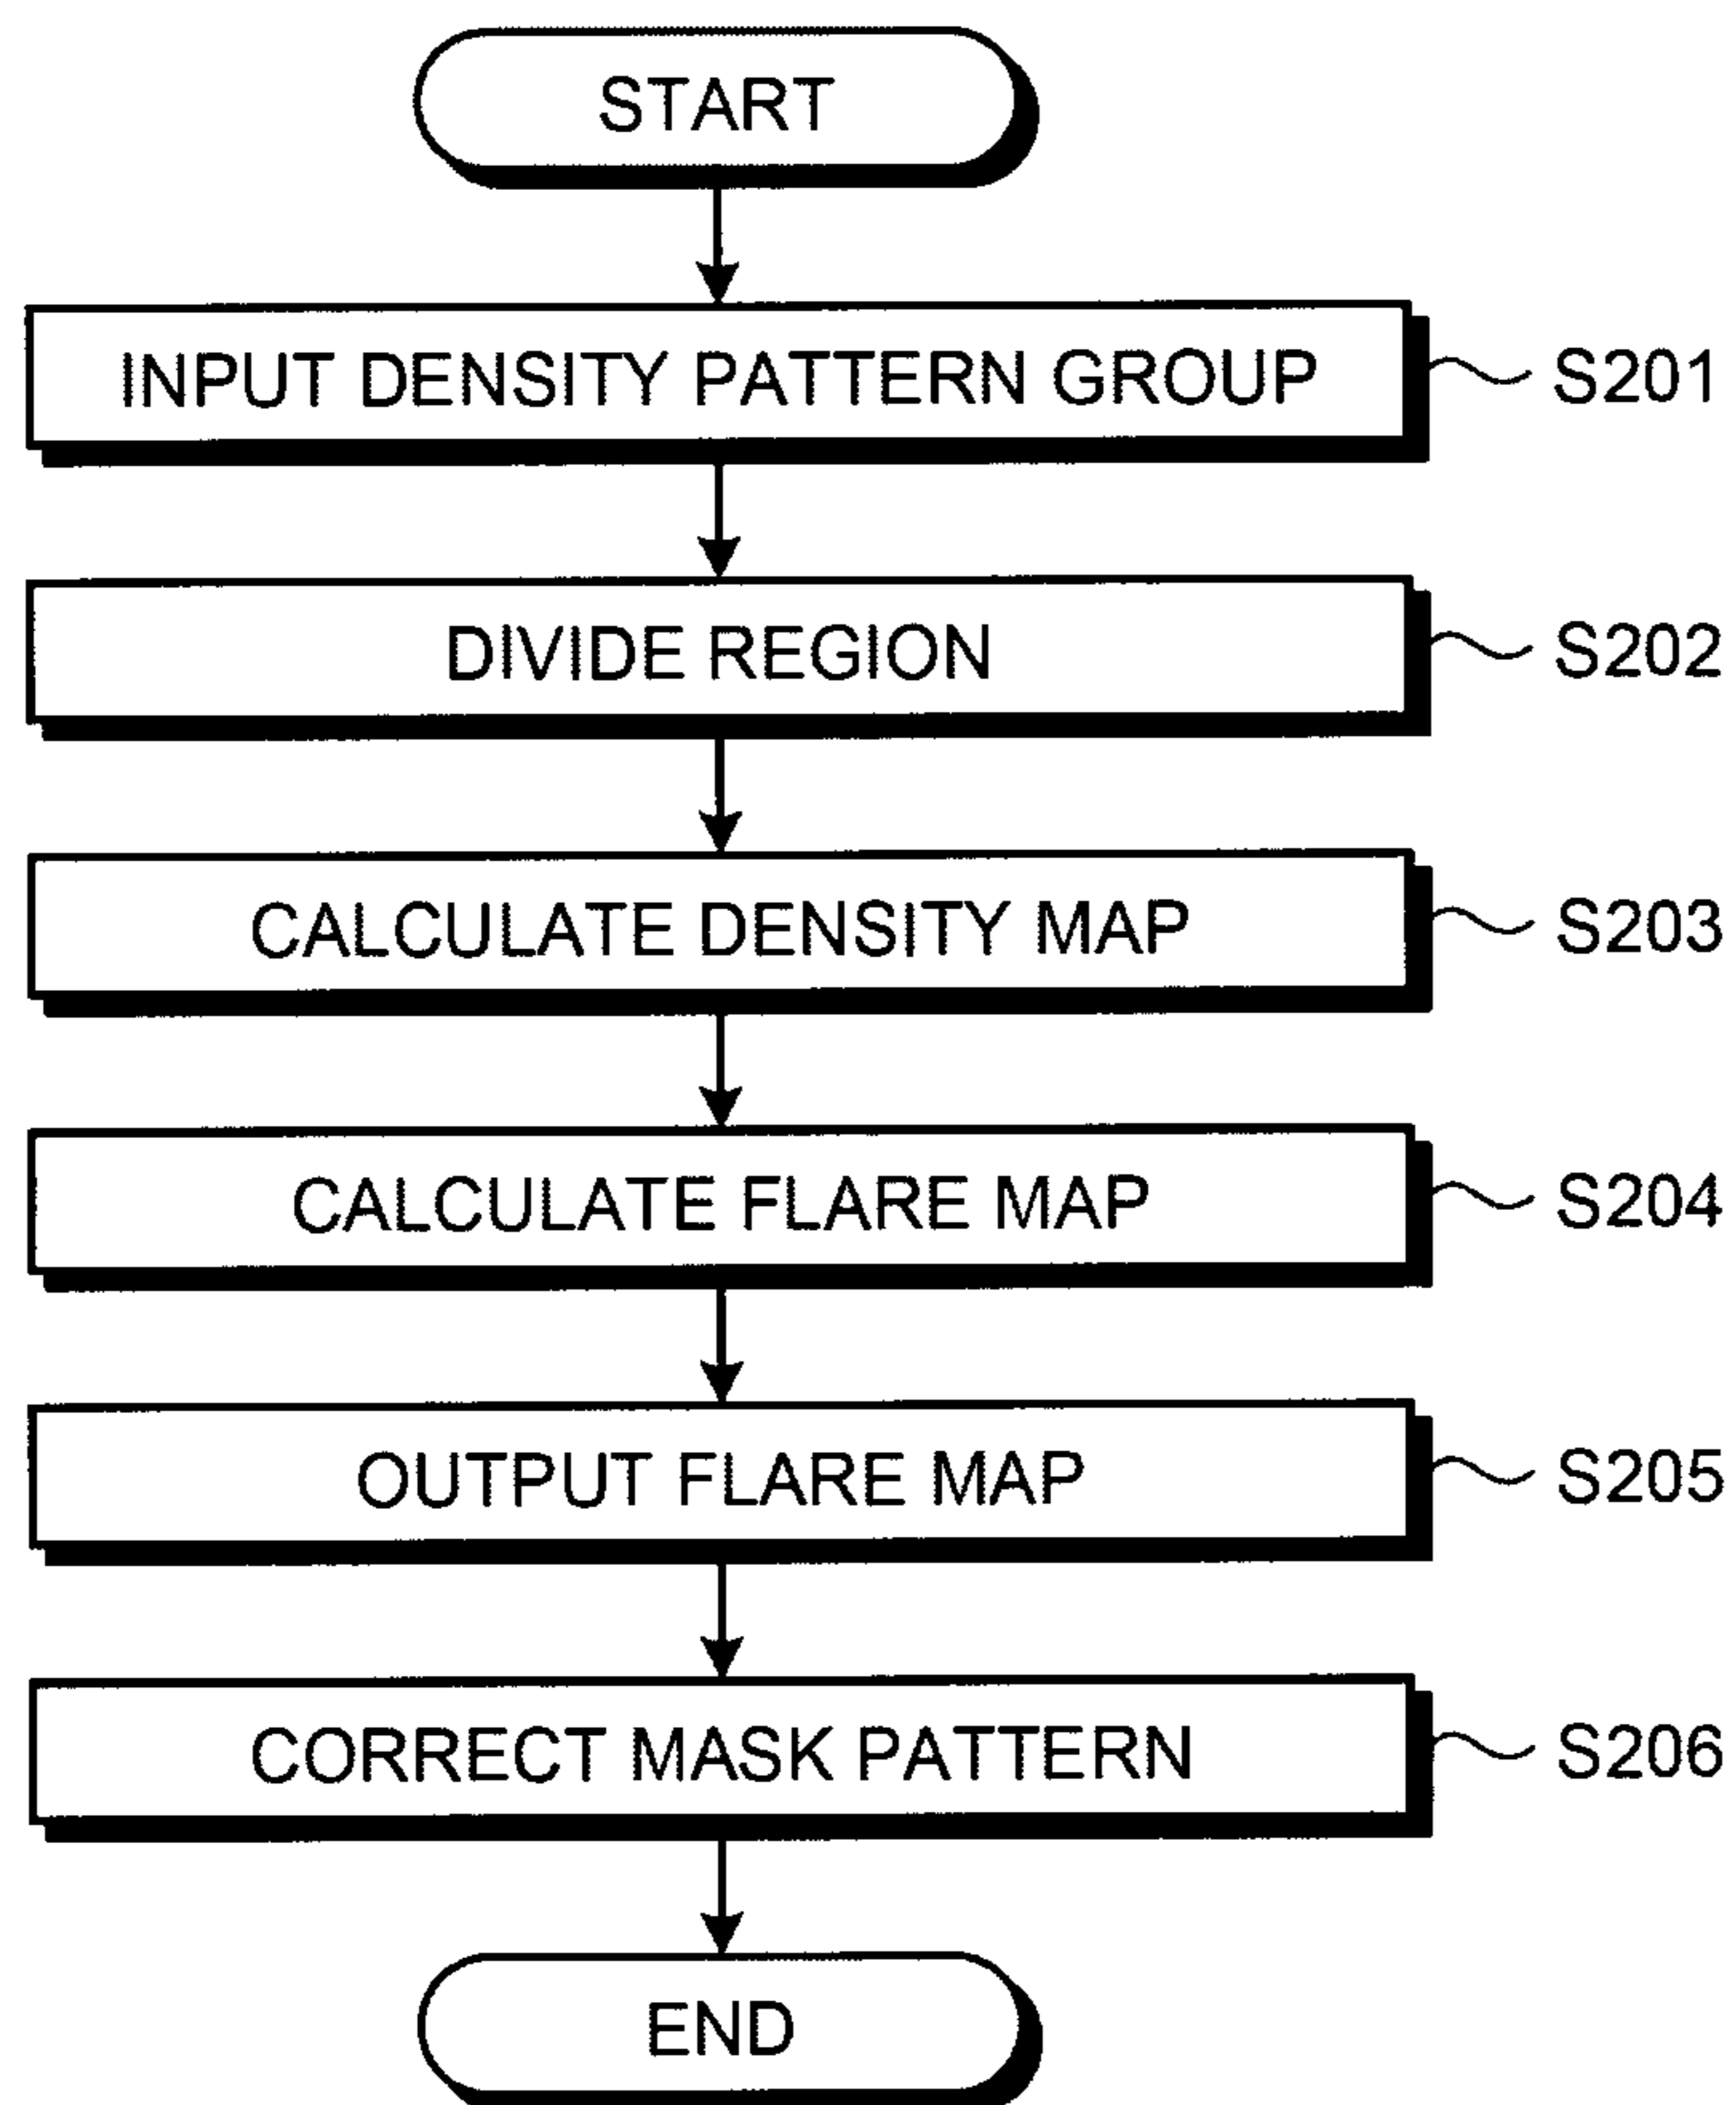 START
INPUT DENSITY PATTERN GROUP S201
DIVIDE REGION S202
CALCULATE DENSITY MAP S203
CALCULATE FLARE MAP S204
OUTPUT FLARE MAP S205
CORRECT MASK PATTERN S206
END